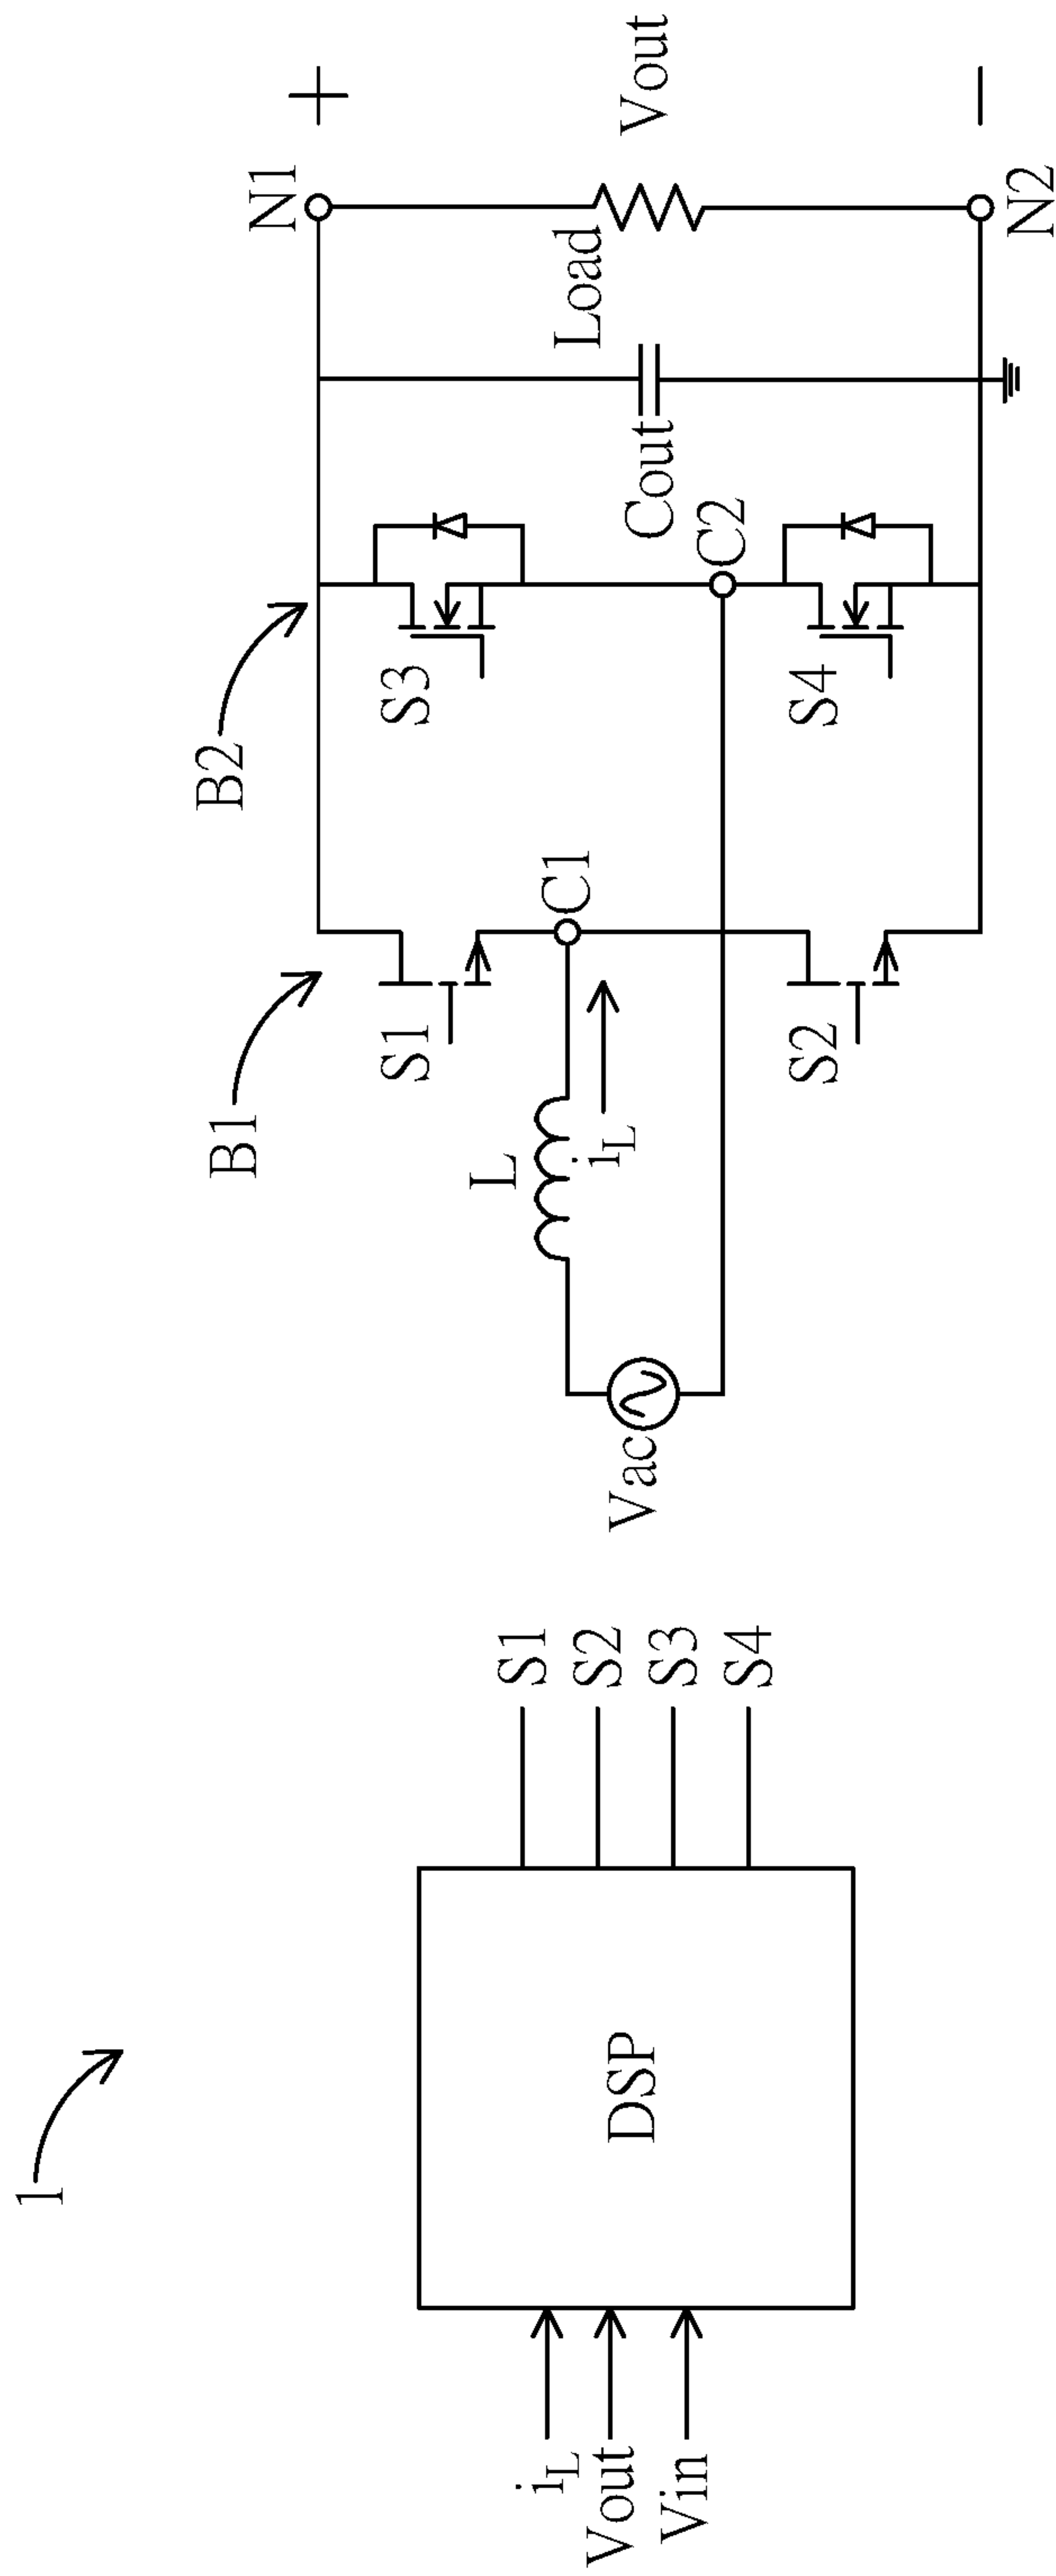 1
iL
Vout
Vin
DSP
S1
S2
S3
S4
Vac
L
iL
B1
B2
S1
C1
S2
S3
C2
S4
Cout
Load
N1
N2
+
Vout
−